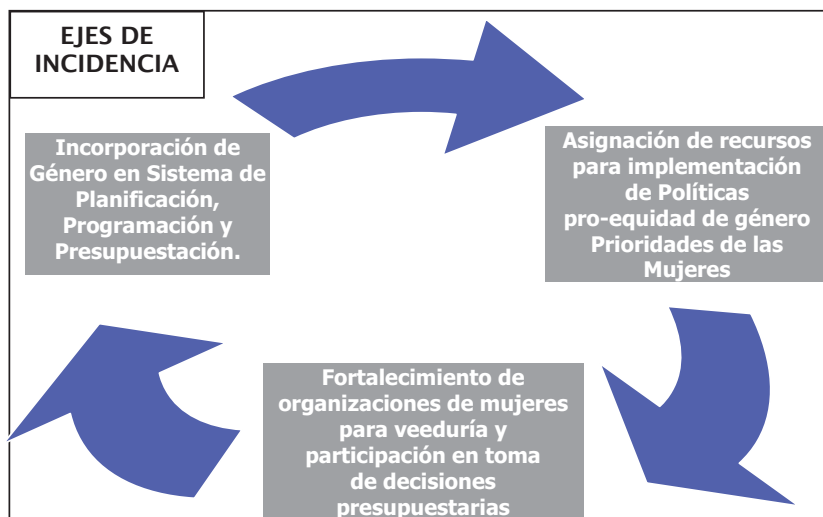 EJES DE
INCIDENCIA
Incorporación de
Género en Sistema de
Planificación,
Programación y
Presupuestación.
Asignación de recursos
para implementación
de Políticas
pro-equidad de género
Prioridades de las
Mujeres
Fortalecimiento de
organizaciones de mujeres
para veeduría y
participación en toma
de decisiones
presupuestarias